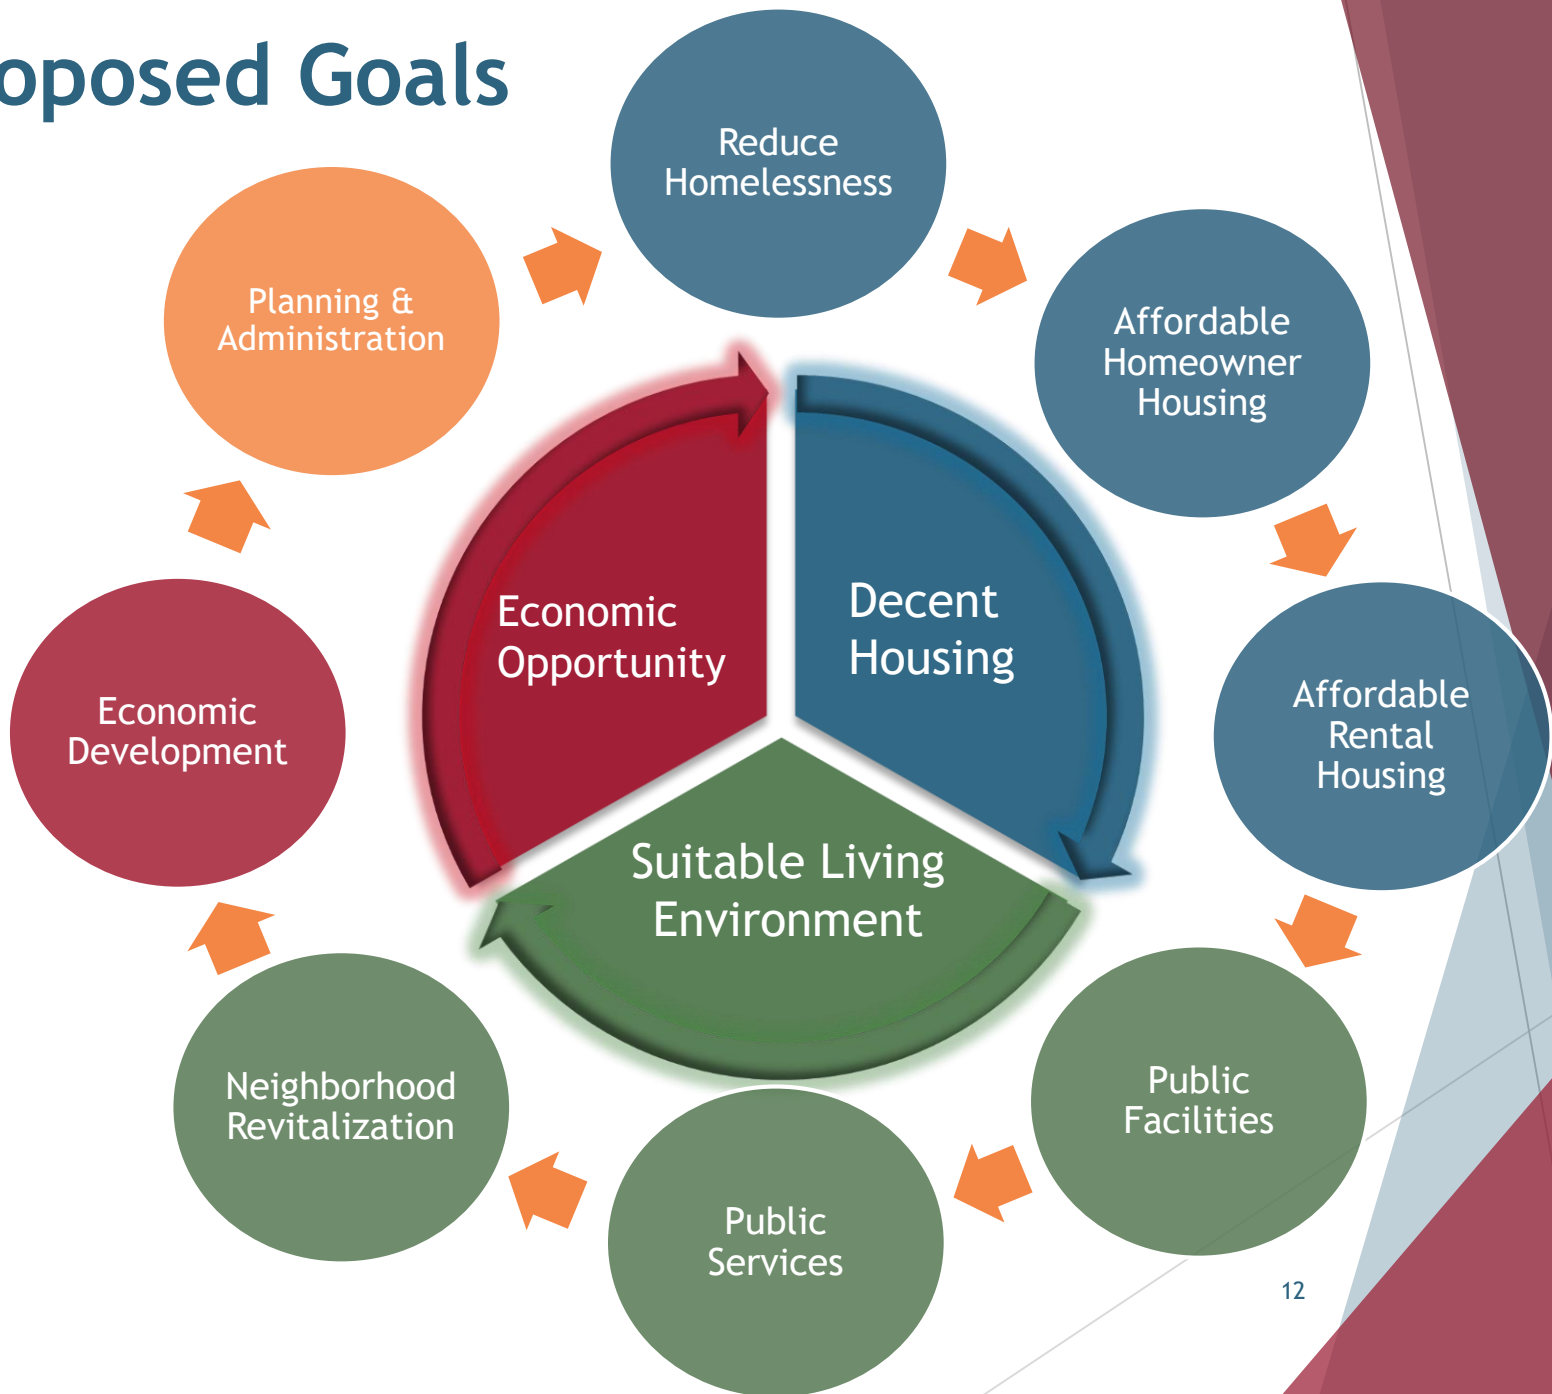 oposed Goals
Reduce
Homelessness
Planning &
Administration
Affordable
Homeowner
Housing
Economic
Opportunity
Decent
Housing
Economic
Development
Affordable
Rental
Housing
Suitable Living
Environment
Neighborhood
Revitalization
Public
Facilities
Public
Services
12